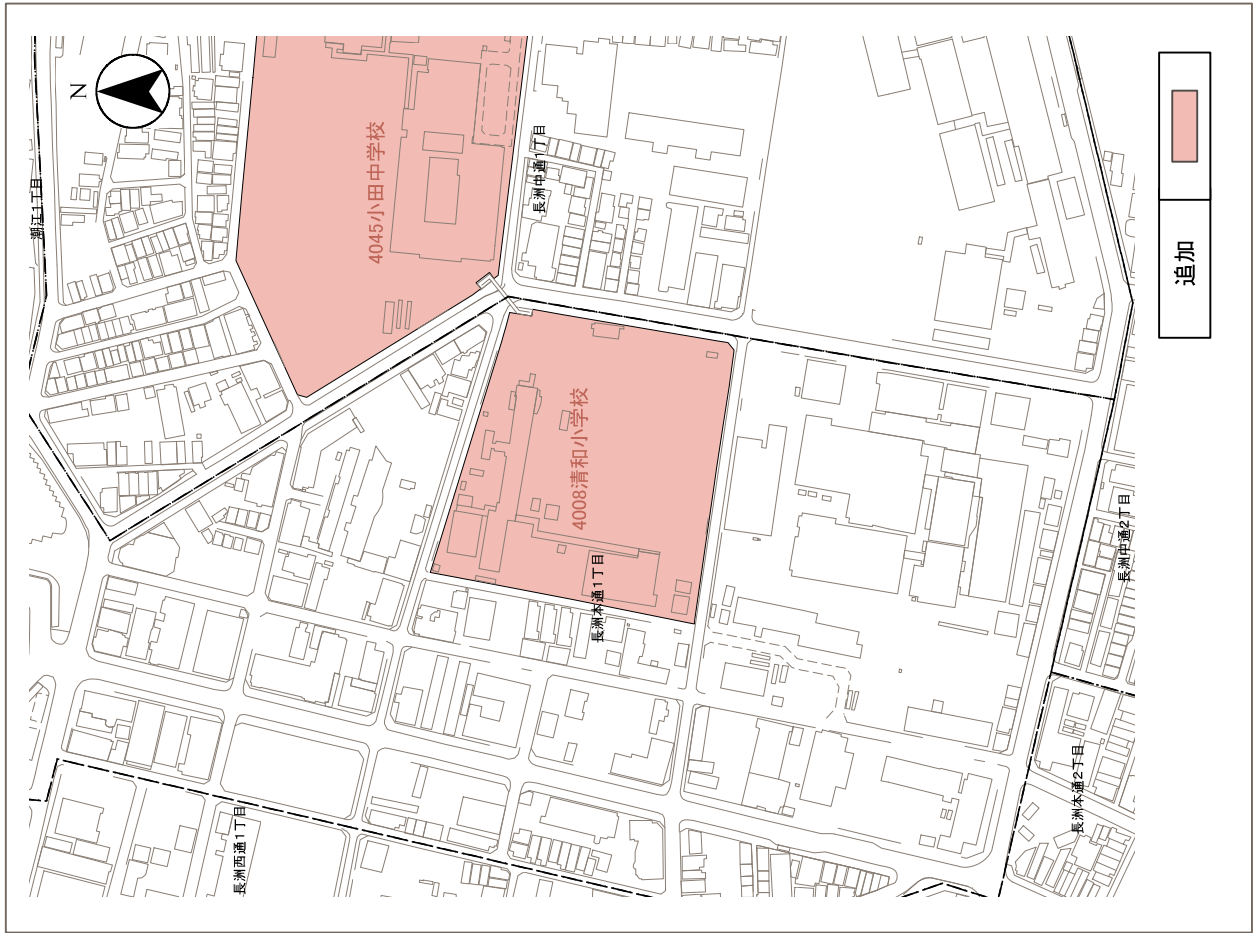 潮江1丁目
N
長洲西通1丁目
4045小田中学校
長洲中通1丁目
4008清和小学校
長洲本通1丁目
長洲本通2丁目
長洲中通2丁目
追加